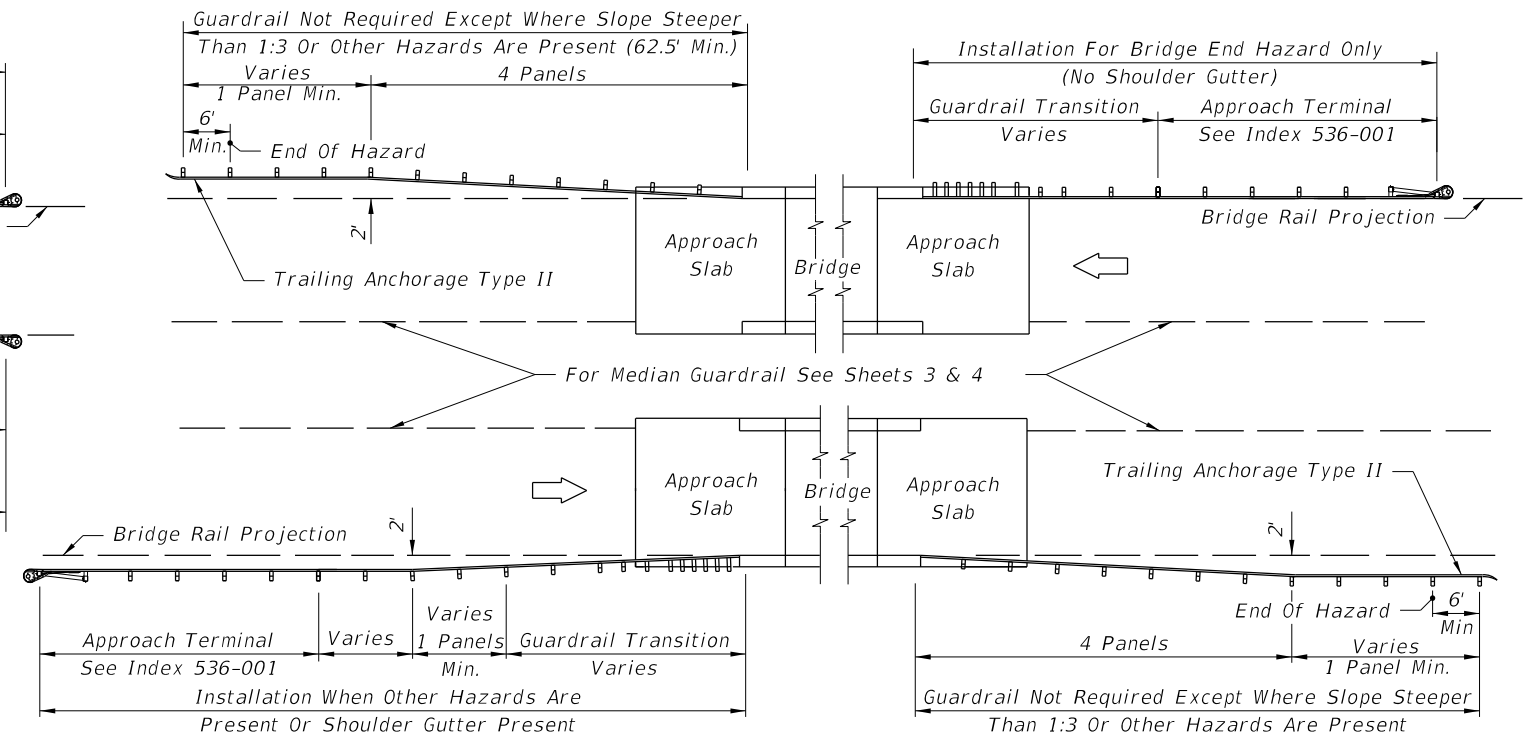 Guardrail Not Required Except Where Slope Steeper
Than 1:3 Or Other Hazards Are Present (62.5' Min.)
Varies
1 Panel Min.
4 Panels
6'
Min.
End Of Hazard
2'
Trailing Anchorage Type II
Installation For Bridge End Hazard Only
(No Shoulder Gutter)
Guardrail Transition
Varies
Approach Terminal
See Index 536-001
Bridge Rail Projection
Approach
Slab
Bridge
Approach
Slab
For Median Guardrail See Sheets 3 & 4
Approach
Slab
Bridge
Approach
Slab
Trailing Anchorage Type II
Bridge Rail Projection
2'
2'
End Of Hazard
6'
Min
Approach Terminal
See Index 536-001
Varies
Varies
1 Panels
Min.
Guardrail Transition
Varies
Installation When Other Hazards Are
Present Or Shoulder Gutter Present
4 Panels
Varies
1 Panel Min.
Guardrail Not Required Except Where Slope Steeper
Than 1:3 Or Other Hazards Are Present